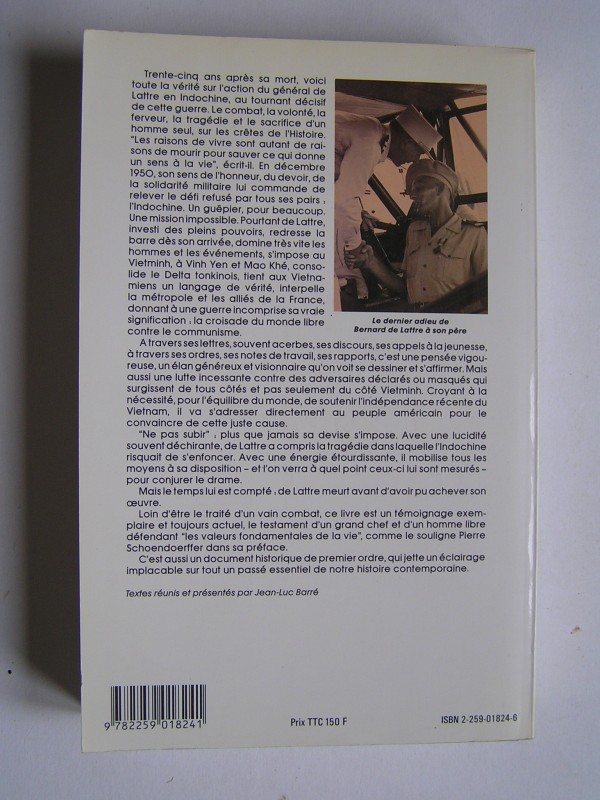 Trente-cinq ans après sa mort, voici
toute la vérité sur l'action du général de
Lattre en Indochine, au tournant décisif
de cette guerre. Le combat, la volonté, la
ferveur, la tragédie et le sacrifice d'un
homme seul, sur les crêtes de l'Histoire.
"Les raisons de vivre sont autant de rai-
sons de mourir pour sauver ce qui donne
un sens à la vie", écrit-il. En décembre
1950, son sens de l'honneur, du devoir, de
la solidarité militaire lui commande de
relever le défi refusé par tous ses pairs :
l'Indochine. Un guêpier, pour beaucoup.
Une mission impossible. Pourtant de Lattre,
investi des pleins pouvoirs, redresse la
barre dès son arrivée, domine très vite les
hommes et les événements, s'impose au
Vietminh, à Vinh Yen et Mao Khé, conso-
lide le Delta tonkinois, tient aux Vietna-
miens un langage de vérité, interpelle
la métropole et les alliés de la France,
donnant à une guerre incomprise sa vraie
signification : la croisade du monde libre
contre le communisme.
Le dernier adieu de
Bernard de Lattre à son père
A travers ses lettres, souvent acerbes, ses discours, ses appels à la jeunesse,
à travers ses ordres, ses notes de travail, ses rapports, c'est une pensée vigou-
reuse, un élan généreux et visionnaire qu'on voit se dessiner et s'affirmer. Mais
aussi une lutte incessante contre des adversaires déclarés ou masqués qui
surgissent de tous côtés et pas seulement du côté Vietminh. Croyant à la
nécessité, pour l'équilibre du monde, de soutenir l'indépendance récente du
Vietnam, il va s'adresser directement au peuple américain pour le
convaincre de cette juste cause.
"Ne pas subir" : plus que jamais sa devise s'impose. Avec une lucidité
souvent déchirante, de Lattre a compris la tragédie dans laquelle l'Indochine
risquait de s'enfoncer. Avec une énergie étourdissante, il mobilise tous les
moyens à sa disposition – et l'on verra à quel point ceux-ci lui sont mesurés –
pour conjurer le drame.
Mais le temps lui est compté : de Lattre meurt avant d'avoir pu achever son
œuvre.
Loin d'être le traité d'un vain combat, ce livre est un témoignage exem-
plaire et toujours actuel, le testament d'un grand chef et d'un homme libre
défendant "les valeurs fondamentales de la vie", comme le souligne Pierre
Schoendoerffer dans sa préface.
C'est aussi un document historique de premier ordre, qui jette un éclairage
implacable sur tout un passé essentiel de notre histoire contemporaine.
Textes réunis et présentés par Jean-Luc Barré
9 782259 018241
Prix TTC 150 F
ISBN 2-259-01824-6